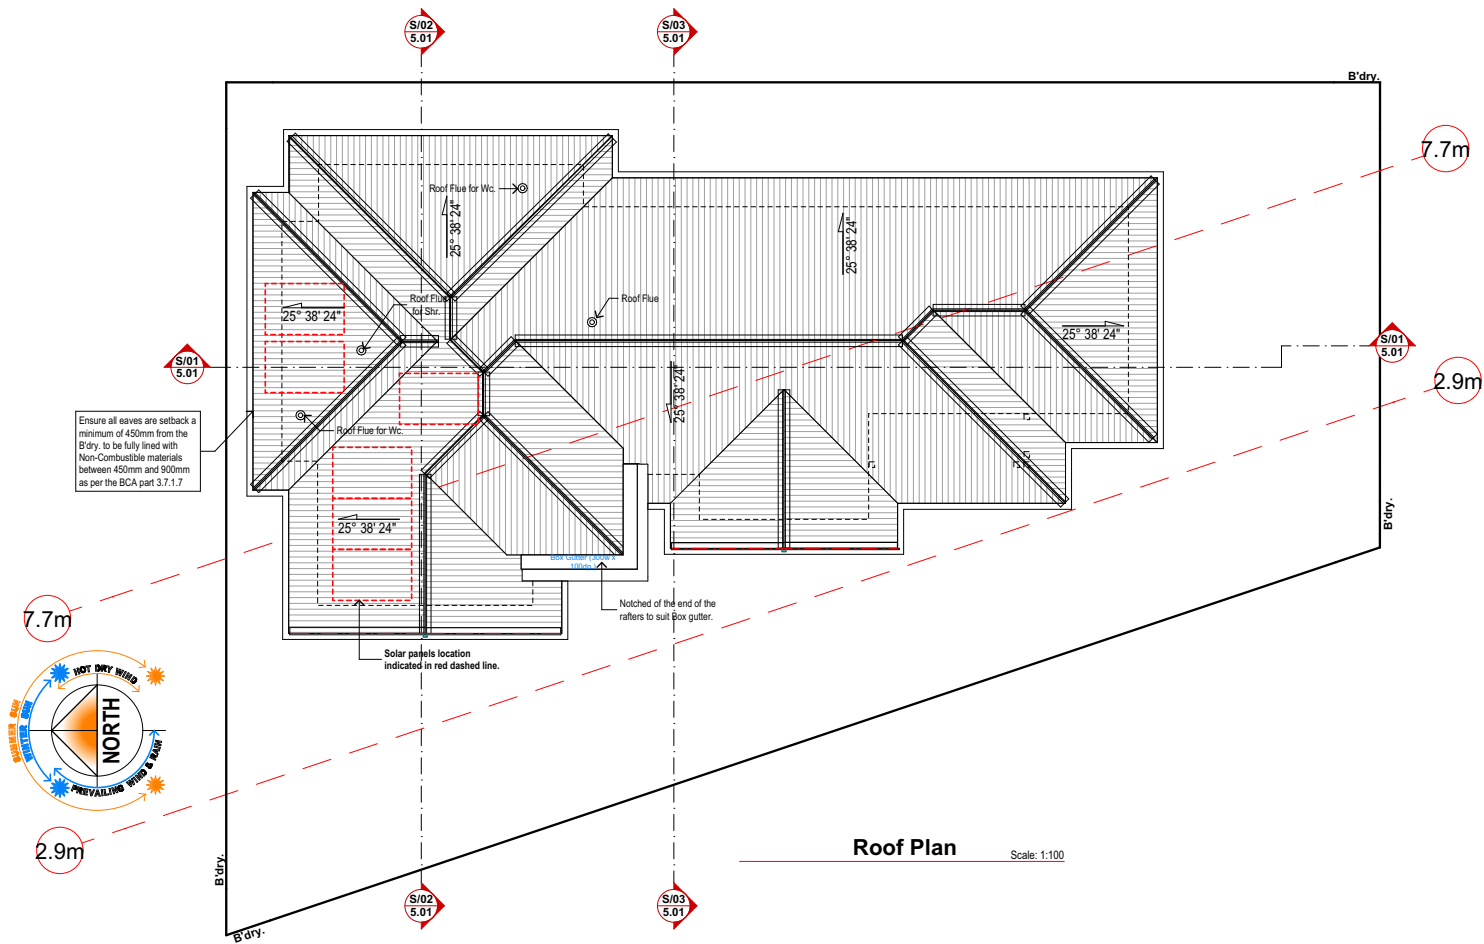 S/02
5.01
S/03
5.01
B'dry.
7.7m
Roof Flue for Wc.
25° 38' 24"
25° 38' 24"
Roof Flue
for Shr.
Roof Flue
25° 38' 24"
25° 38' 24"
S/01
5.01
S/01
5.01
25° 38' 24"
2.9m
Ensure all eaves are setback a
minimum of 450mm from the
B'dry. to be fully lined with
Non-Combustible materials
between 450mm and 900mm
as per the BCA part 3.7.1.7
Roof Flue for Wc.
25° 38' 24"
B'dry.
Box Gutter (300w x
100dp.)
7.7m
Notched of the end of the
rafters to suit Box gutter.
Solar panels location
indicated in red dashed line.
HOT DRY WIND
SUMMER SUN
WINTER SUN
NORTH
PREVAILING WIND & RAIN
2.9m
Roof Plan
Scale: 1:100
B'dry.
S/02
5.01
S/03
5.01
B'dry.